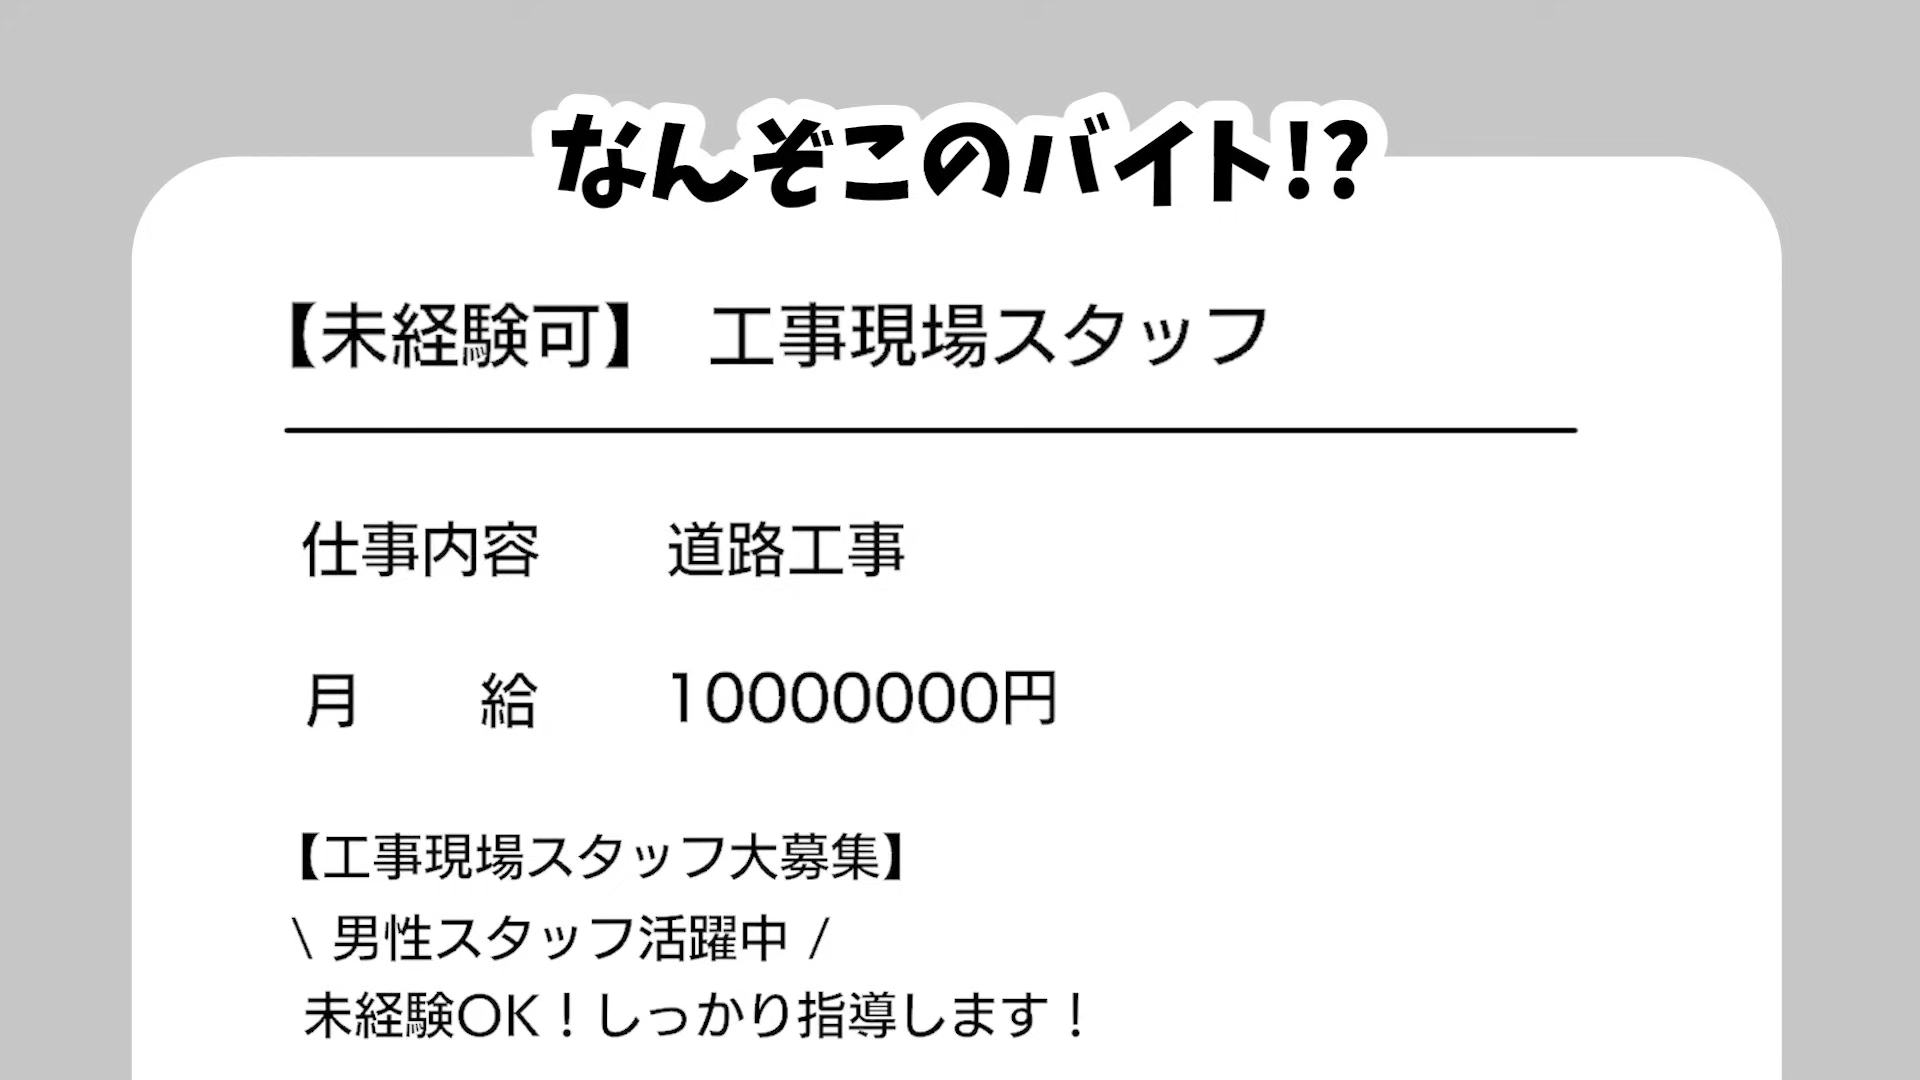 なんぞこのバイト!?
【未経験可】 工事現場スタッフ
仕事内容 道路工事
月 給 10000000円
【工事現場スタッフ大募集】
\ 男性スタッフ活躍中 /
未経験OK！しっかり指導します！